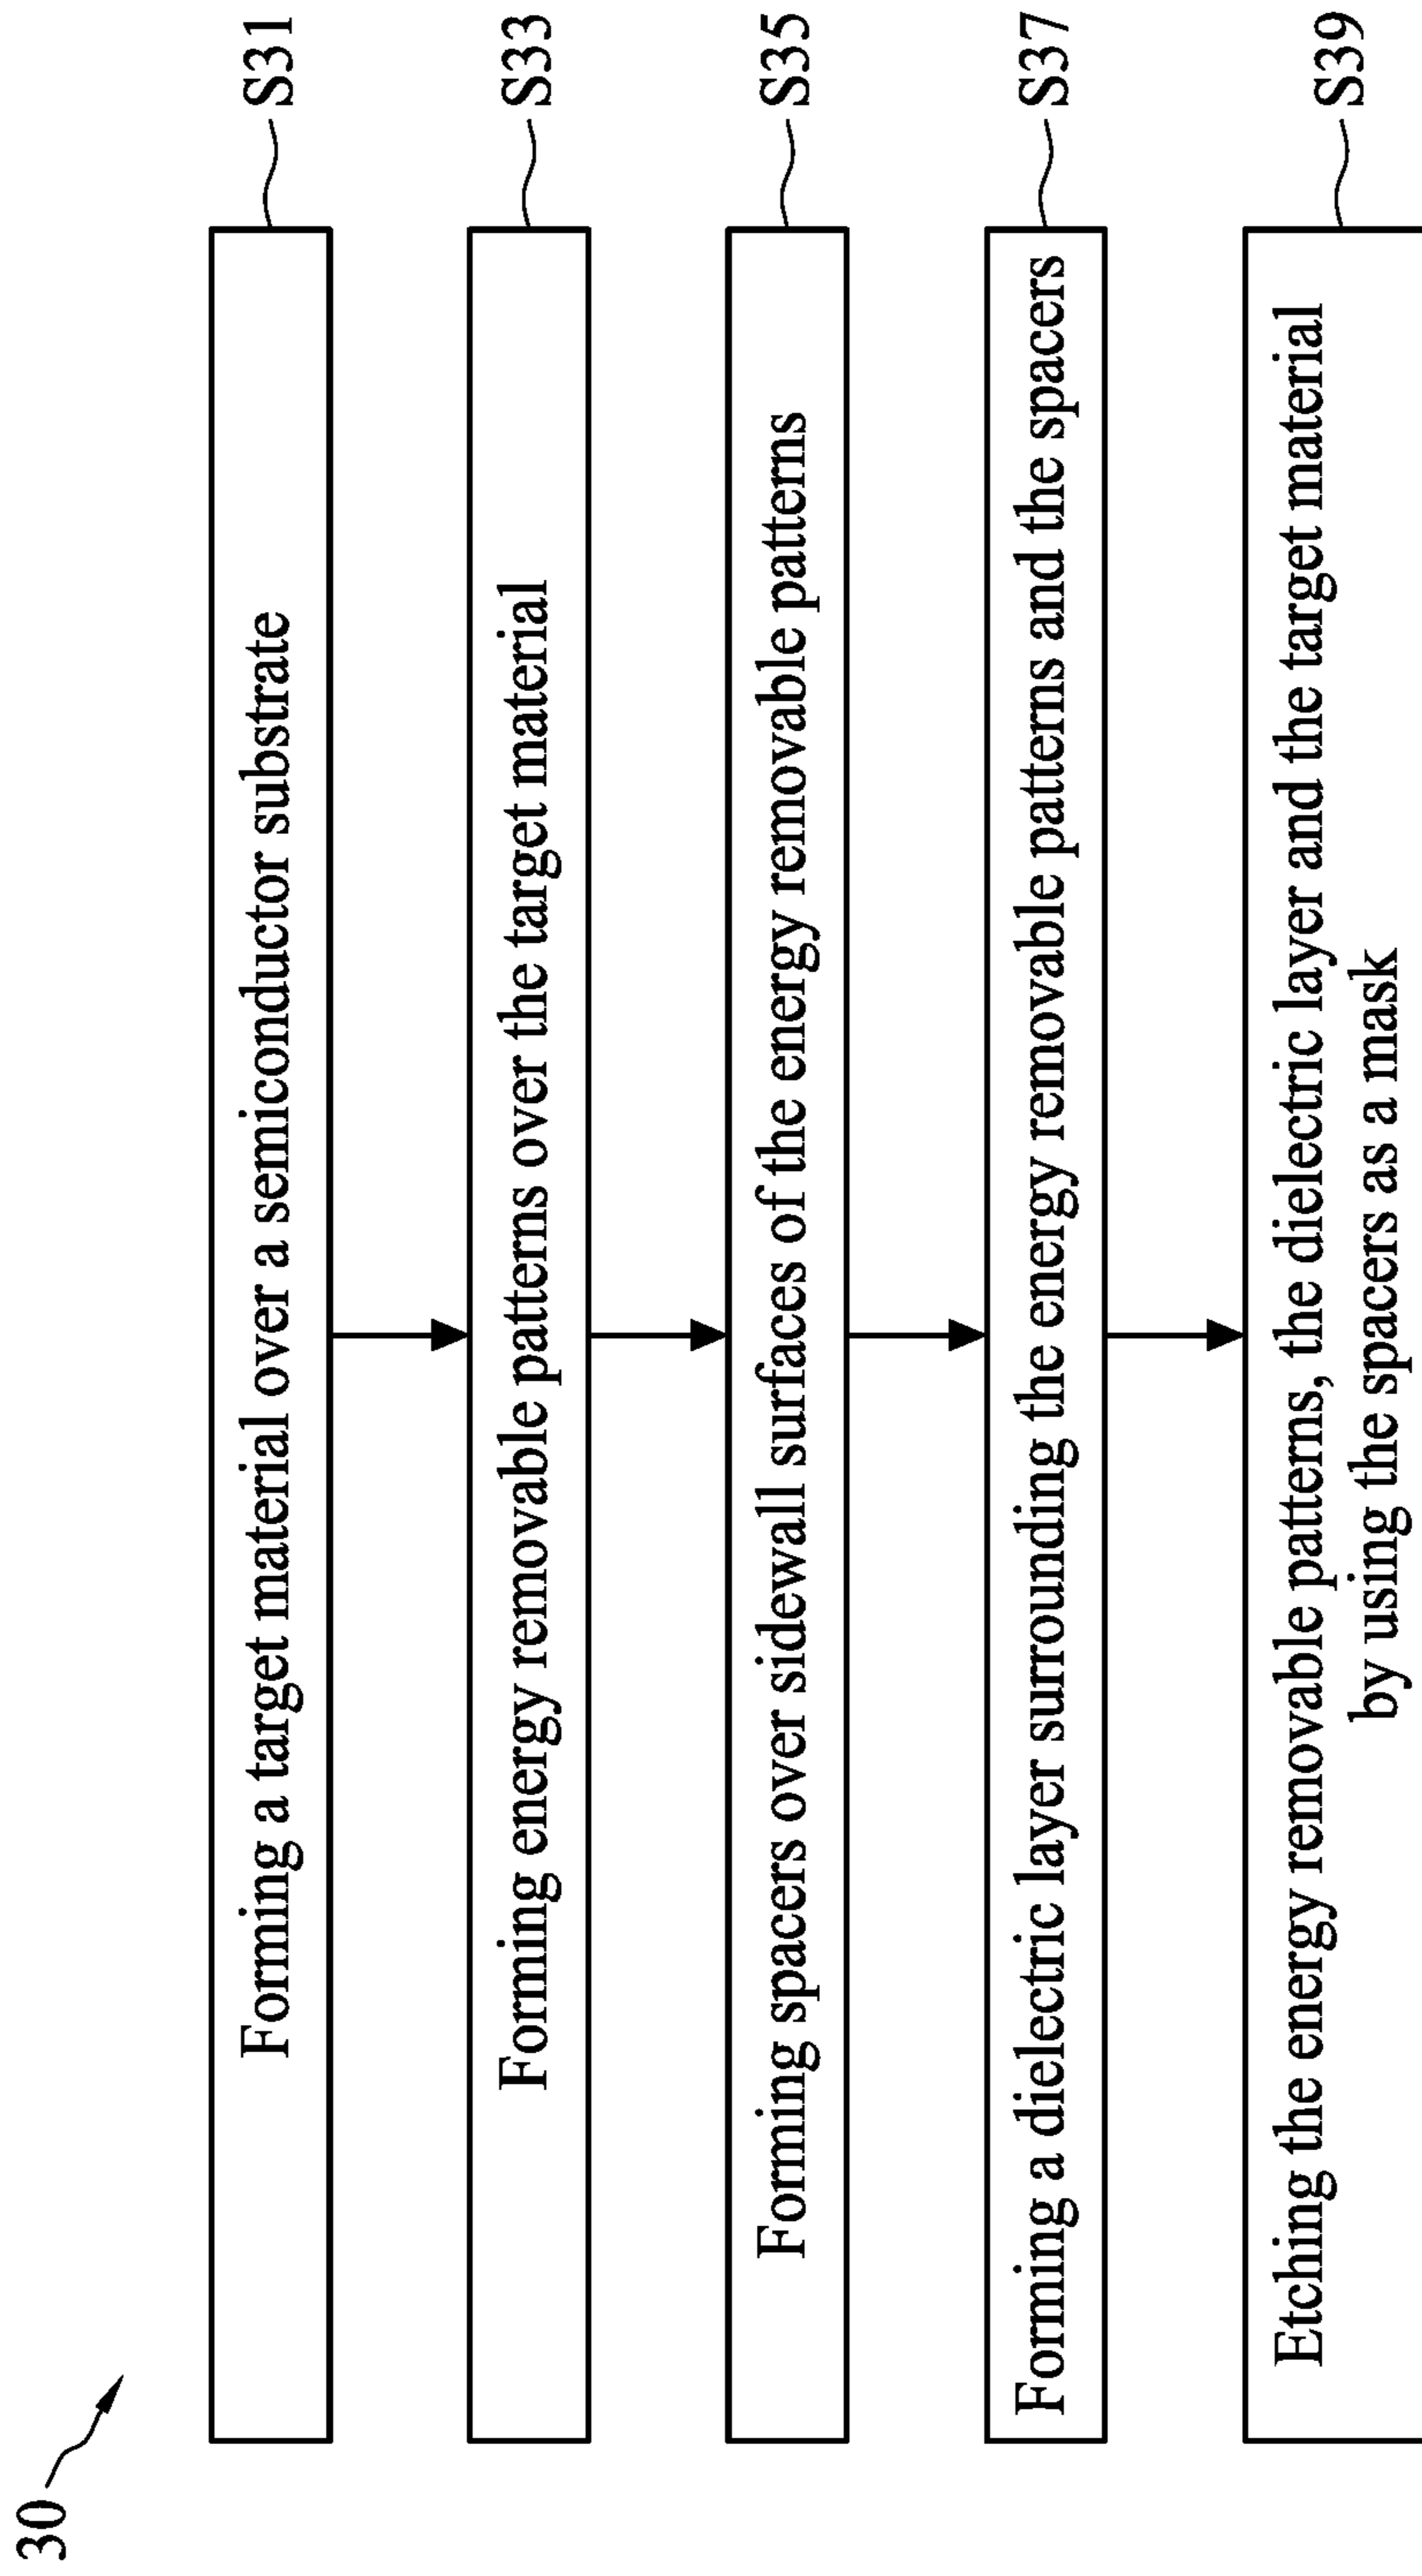 30
Forming a target material over a semiconductor substrate
S31
Forming energy removable patterns over the target material
S33
Forming spacers over sidewall surfaces of the energy removable patterns
S35
Forming a dielectric layer surrounding the energy removable patterns and the spacers
S37
Etching the energy removable patterns, the dielectric layer and the target material
by using the spacers as a mask
S39